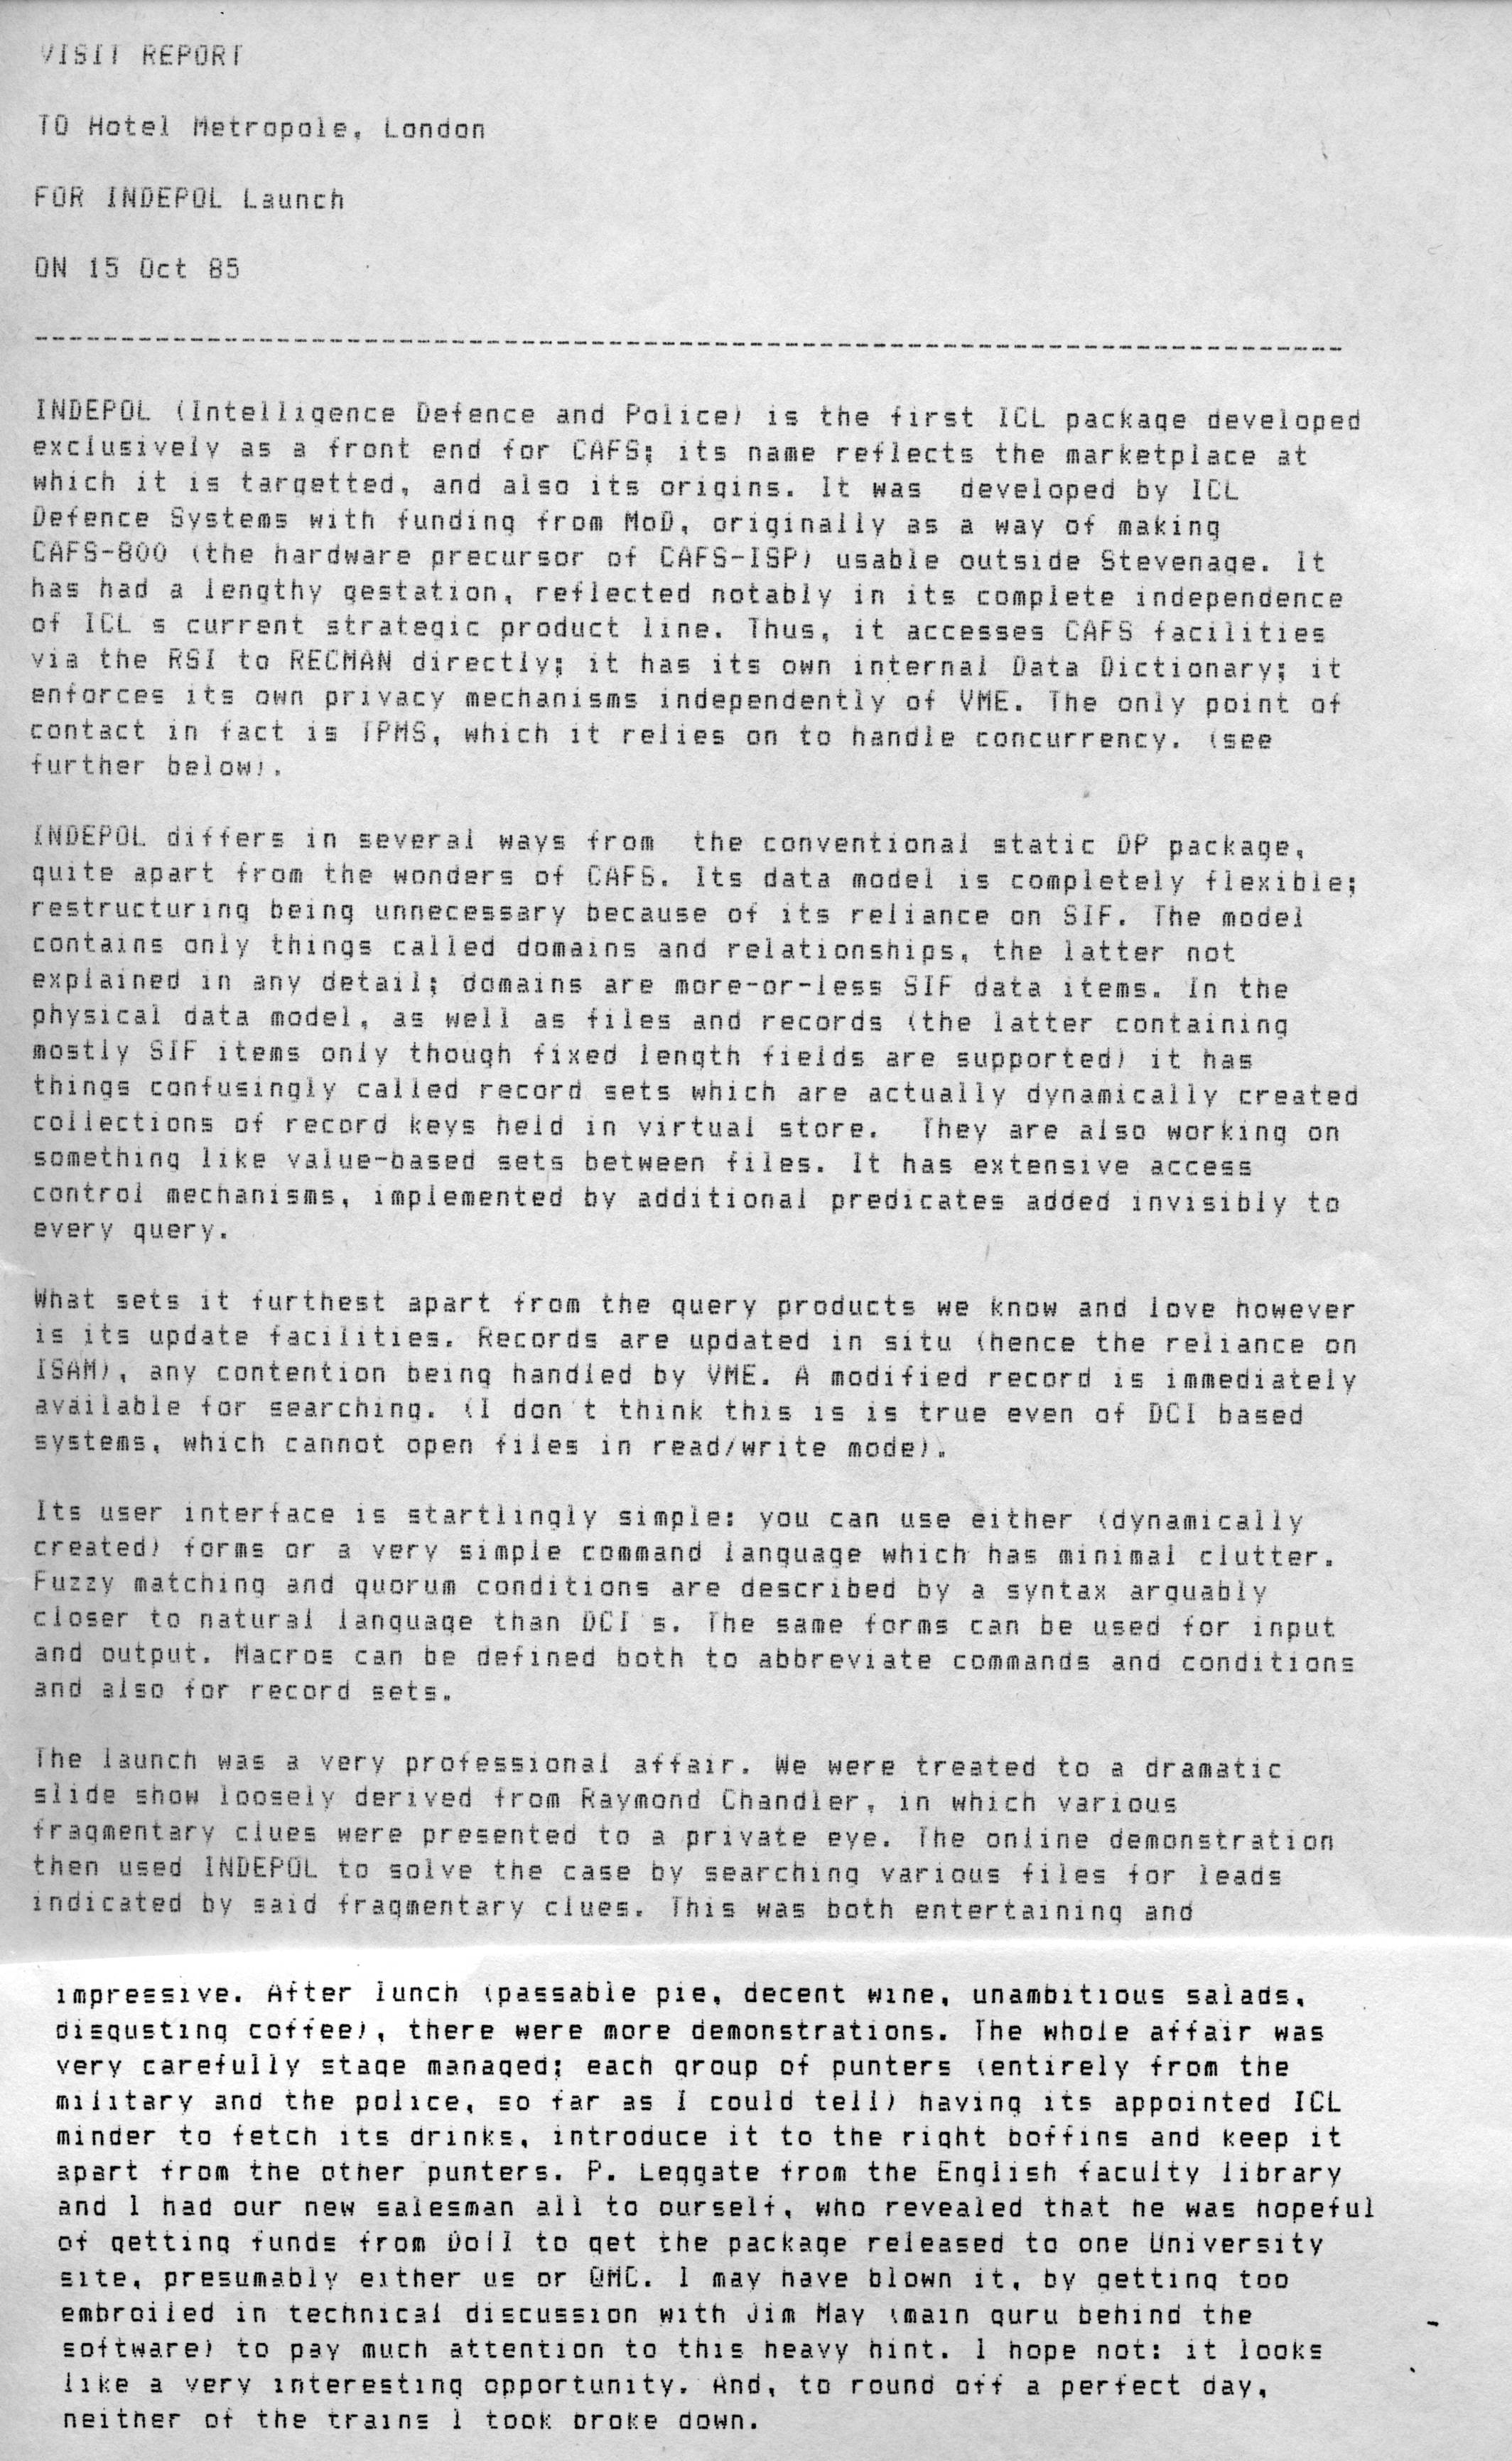 VISIT REPORT
TO Hotel Metropole, London
FOR INDEPOL Launch
ON 15 Oct 85
--------------------------------------------------------------------------
INDEPOL (Intelligence Defence and Police) is the first ICL package developed
exclusively as a front end for CAFS; its name reflects the marketplace at
which it is targetted, and also its origins. It was  developed by ICL
Defence Systems with funding from MoD, originally as a way of making
CAFS-800 (the hardware precursor of CAFS-ISP) usable outside Stevenage. It
has had a lengthy gestation, reflected notably in its complete independence
of ICL's current strategic product line. Thus, it accesses CAFS facilities
via the RSI to RECMAN directly; it has its own internal Data Dictionary; it
enforces its own privacy mechanisms independently of VME. The only point of
contact in fact is TPMS, which it relies on to handle concurrency. (see
further below).
INDEPOL differs in several ways from  the conventional static DP package,
quite apart from the wonders of CAFS. Its data model is completely flexible;
restructuring being unnecessary because of its reliance on SIF. The model
contains only things called domains and relationships, the latter not
explained in any detail; domains are more-or-less SIF data items. In the
physical data model, as well as files and records (the latter containing
mostly SIF items only though fixed length fields are supported) it has
things confusingly called record sets which are actually dynamically created
collections of record keys held in virtual store.  They are also working on
something like value-based sets between files. It has extensive access
control mechanisms, implemented by additional predicates added invisibly to
every query.
What sets it furthest apart from the query products we know and love however
is its update facilities. Records are updated in situ (hence the reliance on
ISAM), any contention being handled by VME. A modified record is immediately
available for searching. (I don't think this is is true even of DCI based
systems, which cannot open files in read/write mode).
Its user interface is startlingly simple: you can use either (dynamically
created) forms or a very simple command language which has minimal clutter.
Fuzzy matching and quorum conditions are described by a syntax arguably
closer to natural language than DCI's. The same forms can be used for input
and output. Macros can be defined both to abbreviate commands and conditions
and also for record sets.
The launch was a very professional affair. We were treated to a dramatic
slide show loosely derived from Raymond Chandler, in which various
fragmentary clues were presented to a private eye. The online demonstration
then used INDEPOL to solve the case by searching various files for leads
indicated by said fragmentary clues. This was both entertaining and
impressive. After lunch (passable pie, decent wine, unambitious salads,
disgusting coffee), there were more demonstrations. The whole affair was
very carefully stage managed; each group of punters (entirely from the
military and the police, so far as I could tell) having its appointed ICL
minder to fetch its drinks, introduce it to the right boffins and keep it
apart from the other punters. P. Leggate from the English faculty library
and I had our new salesman all to ourself, who revealed that he was hopeful
of getting funds from DoII to get the package released to one University
site, presumably either us or QMC. I may have blown it, by getting too
embroiled in technical discussion with Jim May (main guru behind the
software) to pay much attention to this heavy hint. I hope not: it looks
like a very interesting opportunity. And, to round off a perfect day,
neither of the trains I took broke down.